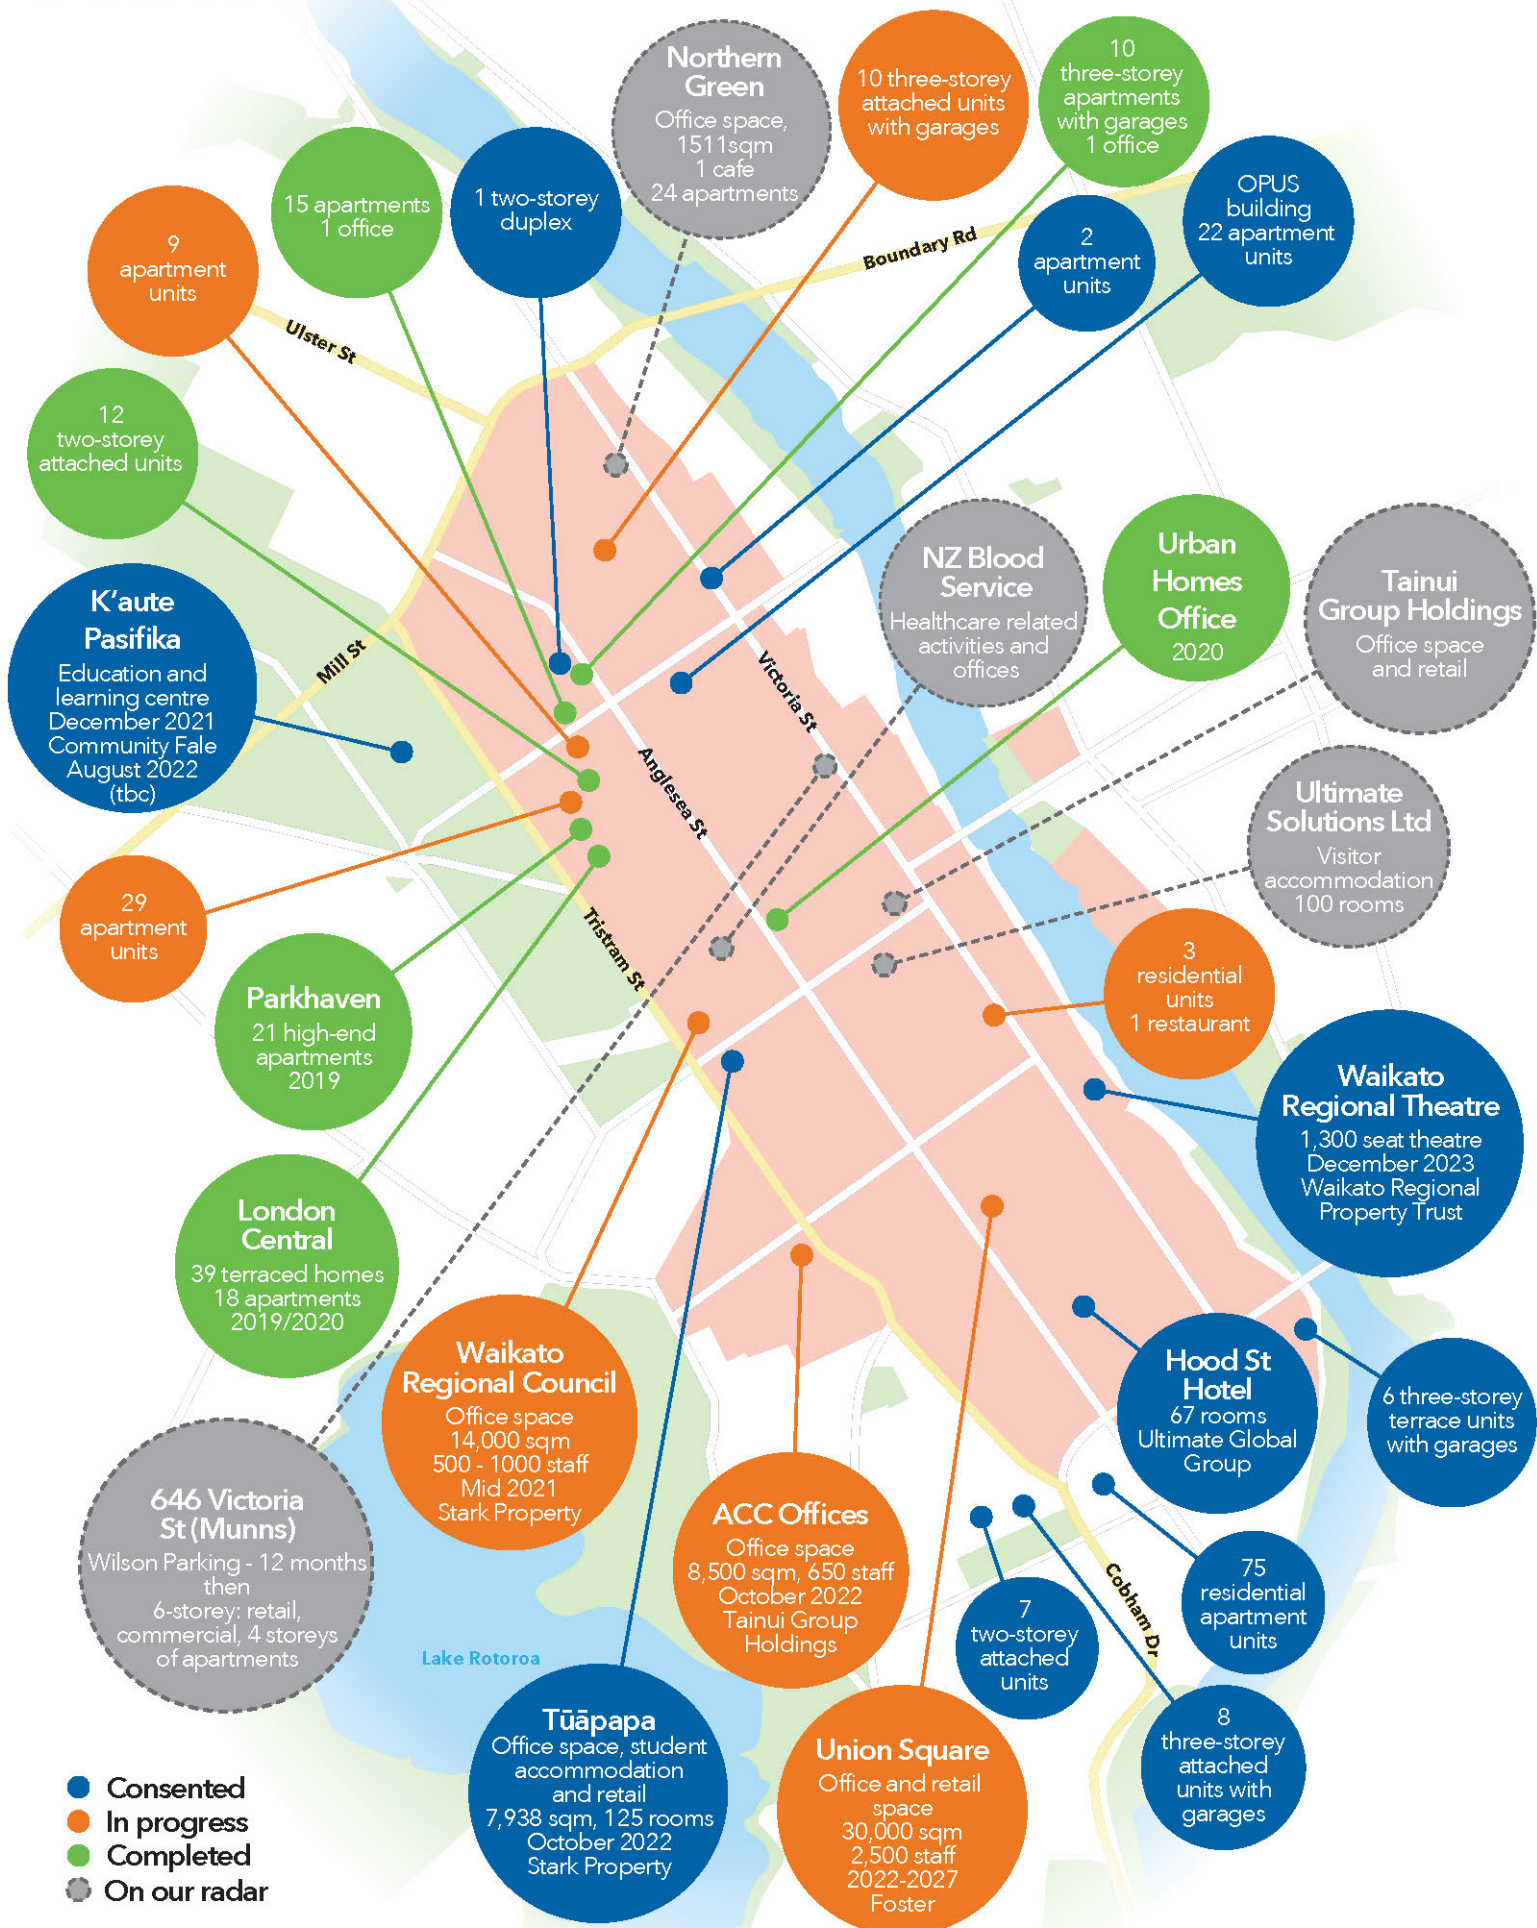 Northern
Green
Office space,
1511sqm
1 cafe
24 apartments
10 three-storey
attached units
with garages
10
three-storey
apartments
with garages
1 office
15 apartments
1 office
1 two-storey
duplex
OPUS
building
22 apartment
units
9
apartment
units
2
apartment
units
Boundary Rd
Ulster St
12
two-storey
attached units
NZ Blood
Service
Healthcare related
activities and
offices
Urban
Homes
Office
2020
Tainui
Group Holdings
Office space
and retail
K'aute
Pasifika
Education and
learning centre
December 2021
Community Fale
August 2022
(tbc)
Mill St
Victoria St
Anglesea St
Ultimate
Solutions Ltd
Visitor
accommodation
100 rooms
29
apartment
units
Tristram St
3
residential
units
1 restaurant
Parkhaven
21 high-end
apartments
2019
Waikato
Regional Theatre
1,300 seat theatre
December 2023
Waikato Regional
Property Trust
London
Central
39 terraced homes
18 apartments
2019/2020
Waikato
Regional Council
Office space
14,000 sqm
500 - 1000 staff
Mid 2021
Stark Property
Hood St
Hotel
67 rooms
Ultimate Global
Group
6 three-storey
terrace units
with garages
646 Victoria
St (Munns)
Wilson Parking - 12 months
then
6-storey: retail,
commercial, 4 storeys
of apartments
ACC Offices
Office space
8,500 sqm, 650 staff
October 2022
Tainui Group
Holdings
75
residential
apartment
units
Cobham Dr
7
two-storey
attached
units
Lake Rotoroa
Tūāpapa
Office space, student
accommodation
and retail
7,938 sqm, 125 rooms
October 2022
Stark Property
Union Square
Office and retail
space
30,000 sqm
2,500 staff
2022-2027
Foster
8
three-storey
attached
units with
garages
Consented
In progress
Completed
On our radar